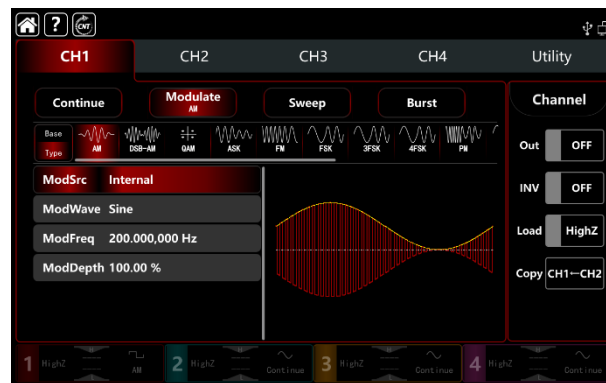 ? CNT
CH1 CH2 CH3 CH4 Utility
Continue Modulate AM Sweep Burst Channel
Base Type AM DSB-AM QAM ASK FM FSK 3FSK 4FSK PM
Out OFF
ModSrc Internal
INV OFF
ModWave Sine
ModFreq 200.000,000 Hz
Load HighZ
ModDepth 100.00 %
Copy CH1←CH2
1 HighZ AM 2 HighZ Continue 3 HighZ Continue 4 HighZ Continue